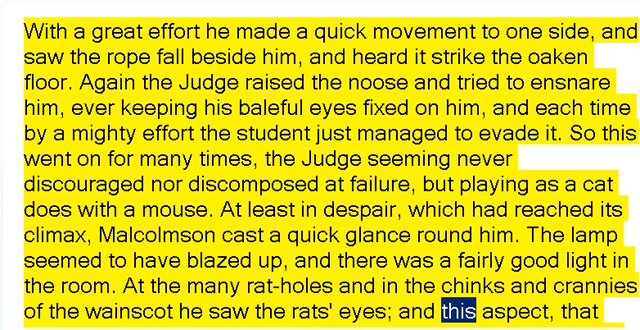 With a great effort he made a quick movement to one side, and
saw the rope fall beside him, and heard it strike the oaken
floor. Again the Judge raised the noose and tried to ensnare
him, ever keeping his baleful eyes fixed on him, and each time
by a mighty effort the student just managed to evade it. So this
went on for many times, the Judge seeming never
discouraged nor discomposed at failure, but playing as a cat
does with a mouse. At least in despair, which had reached its
climax, Malcolmson cast a quick glance round him. The lamp
seemed to have blazed up, and there was a fairly good light in
the room. At the many rat-holes and in the chinks and crannies
of the wainscot he saw the rats' eyes; and this aspect, that